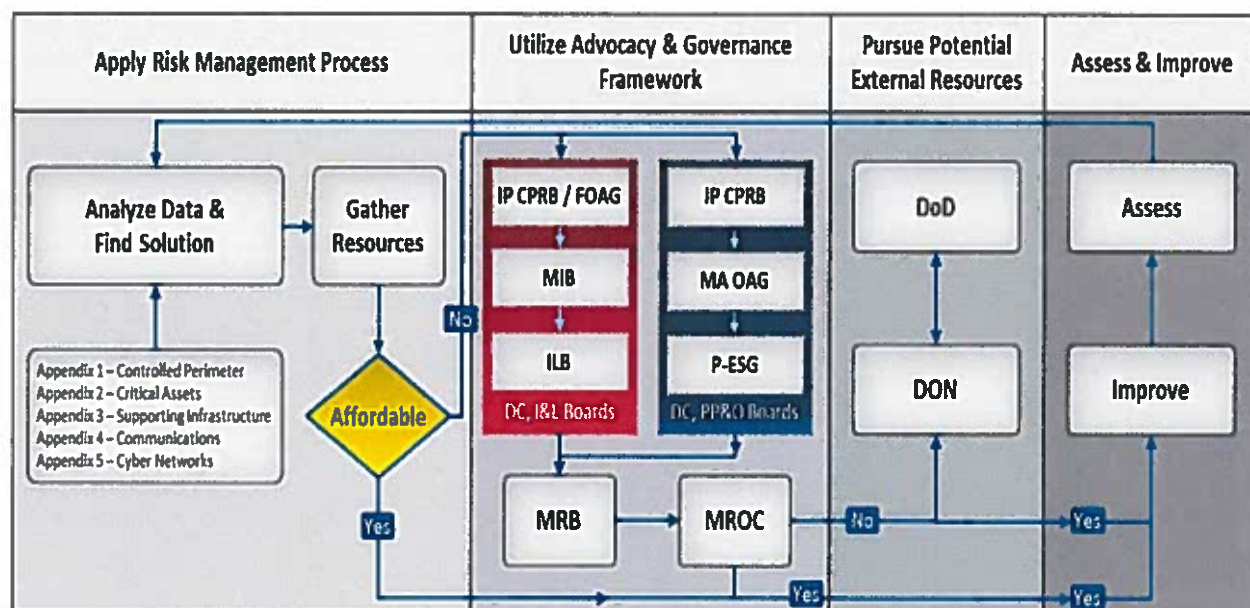 Apply Risk Management Process
Utilize Advocacy & Governance
Framework
Pursue Potential
External Resources
Assess & Improve
Analyze Data &
Find Solution
Gather
Resources
Appendix 1 – Controlled Perimeter
Appendix 2 – Critical Assets
Appendix 3 – Supporting Infrastructure
Appendix 4 – Communications
Appendix 5 – Cyber Networks
Affordable
No
Yes
IP CPRB / FOAG
MIB
ILB
DC, I&L Boards
IP CPRB
MA OAG
P-ESG
DC, PP&O Boards
MRB
MROC
No
Yes
DoD
DON
Assess
Improve
Yes
Yes